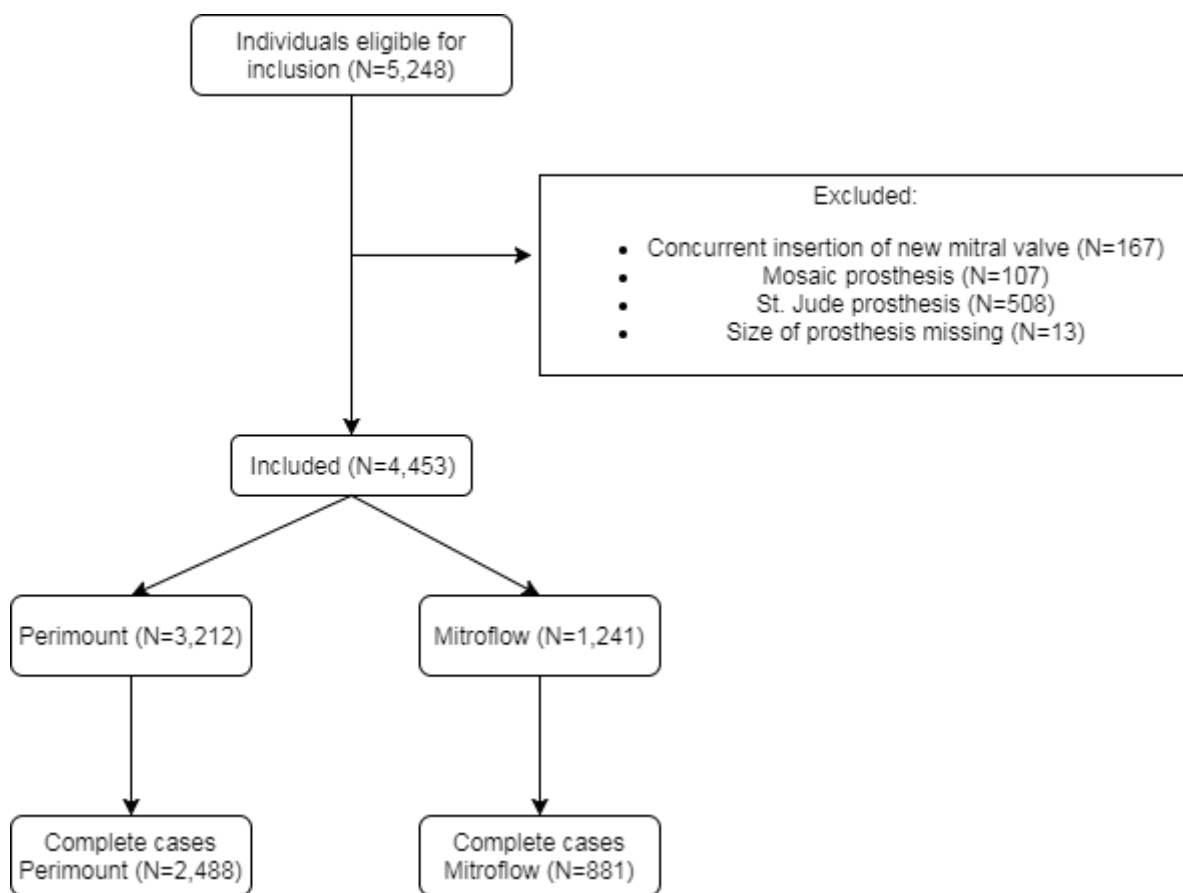 Individuals eligible for
inclusion (N=5,248)
Excluded:
• Concurrent insertion of new mitral valve (N=167)
• Mosaic prosthesis (N=107)
• St. Jude prosthesis (N=508)
• Size of prosthesis missing (N=13)
Included (N=4,453)
Perimount (N=3,212)
Mitroflow (N=1,241)
Complete cases
Perimount (N=2,488)
Complete cases
Mitroflow (N=881)